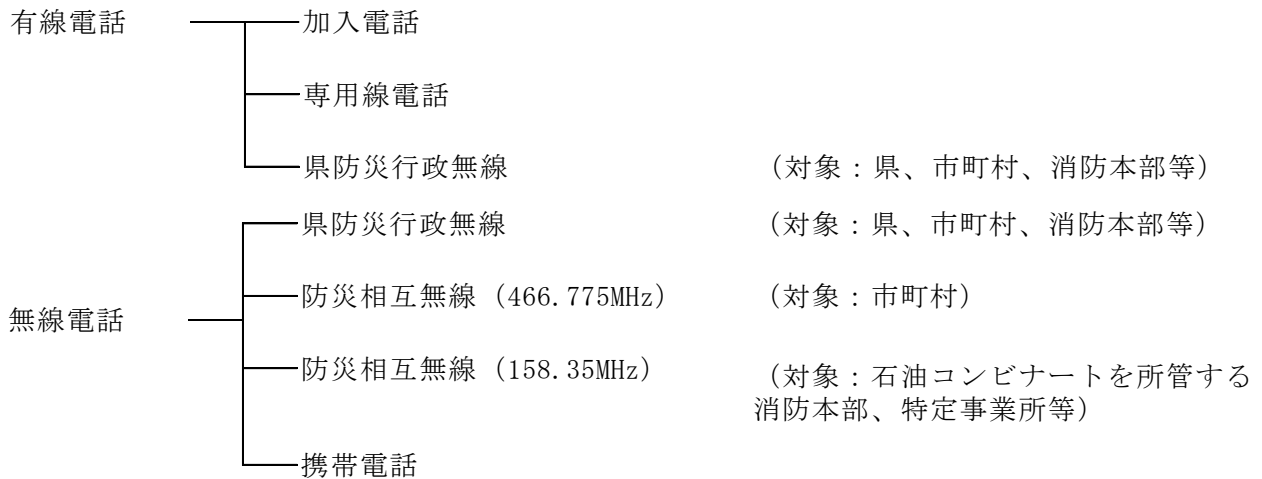 有線電話 加入電話
専用線電話
県防災行政無線 (対象:県、市町村、消防本部等)
県防災行政無線 (対象:県、市町村、消防本部等)
防災相互無線 (466.775MHz) (対象:市町村)
無線電話
防災相互無線 (158.35MHz) (対象:石油コンビナートを所管する
消防本部、特定事業所等)
携帯電話